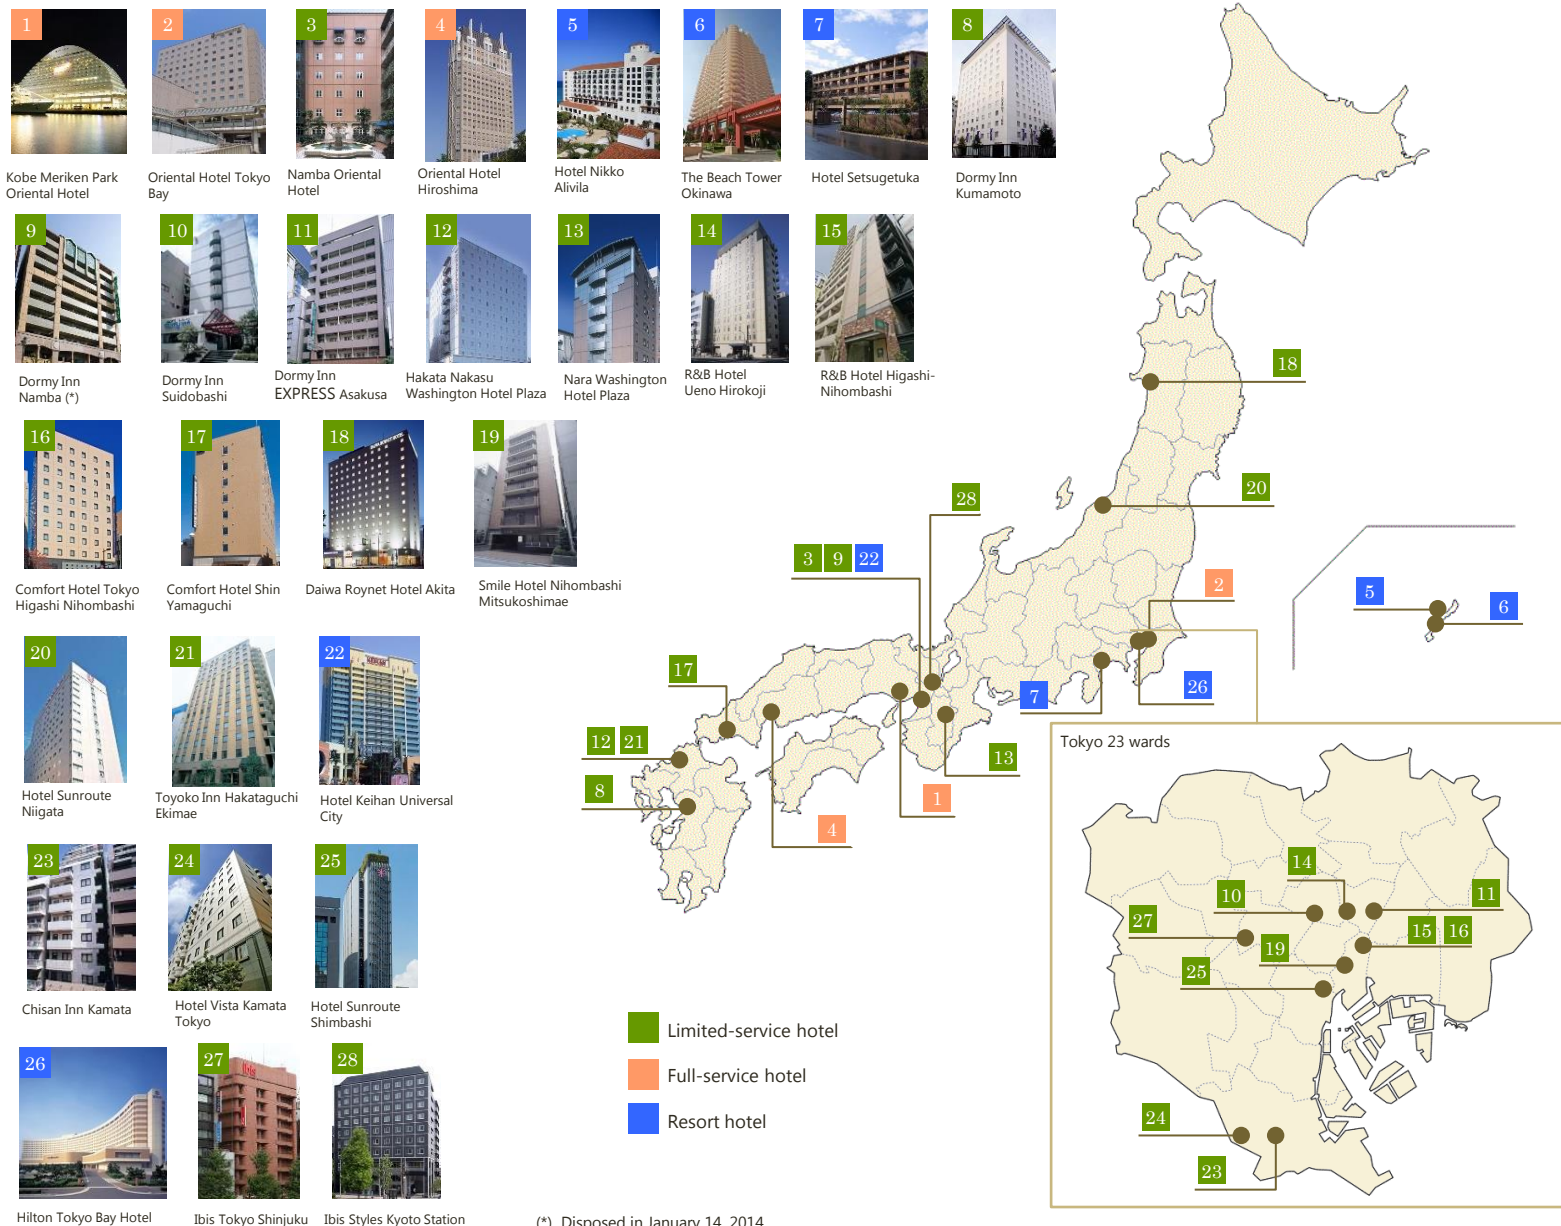 1
2
3
4
5
6
7
8
Kobe Meriken Park
Oriental Hotel
Oriental Hotel Tokyo
Bay
Namba Oriental
Hotel
Oriental Hotel
Hiroshima
Hotel Nikko
Alivila
The Beach Tower
Okinawa
Hotel Setsugetuka
Dormy Inn
Kumamoto
9
10
11
12
13
14
15
Dormy Inn
Namba (*)
Dormy Inn
Suidobashi
Dormy Inn
EXPRESS Asakusa
Hakata Nakasu
Washington Hotel Plaza
Nara Washington
Hotel Plaza
R&B Hotel
Ueno Hirokoji
R&B Hotel Higashi-
Nihombashi
16
17
18
19
Comfort Hotel Tokyo
Higashi Nihombashi
Comfort Hotel Shin
Yamaguchi
Daiwa Roynet Hotel Akita
Smile Hotel Nihombashi
Mitsukoshimae
20
21
22
Hotel Sunroute
Niigata
Toyoko Inn Hakataguchi
Ekimae
Hotel Keihan Universal
City
23
24
25
Chisan Inn Kamata
Hotel Vista Kamata
Tokyo
Hotel Sunroute
Shimbashi
26
27
28
ibis
Hilton Tokyo Bay Hotel
Ibis Tokyo Shinjuku
Ibis Styles Kyoto Station
Limited-service hotel
Full-service hotel
Resort hotel
(*) Disposed in January 14, 2014
18
20
28
3 9 22
2
5
6
17
7
26
12 21
13
8
1
4
Tokyo 23 wards
14
10
11
27
15 16
19
25
24
23